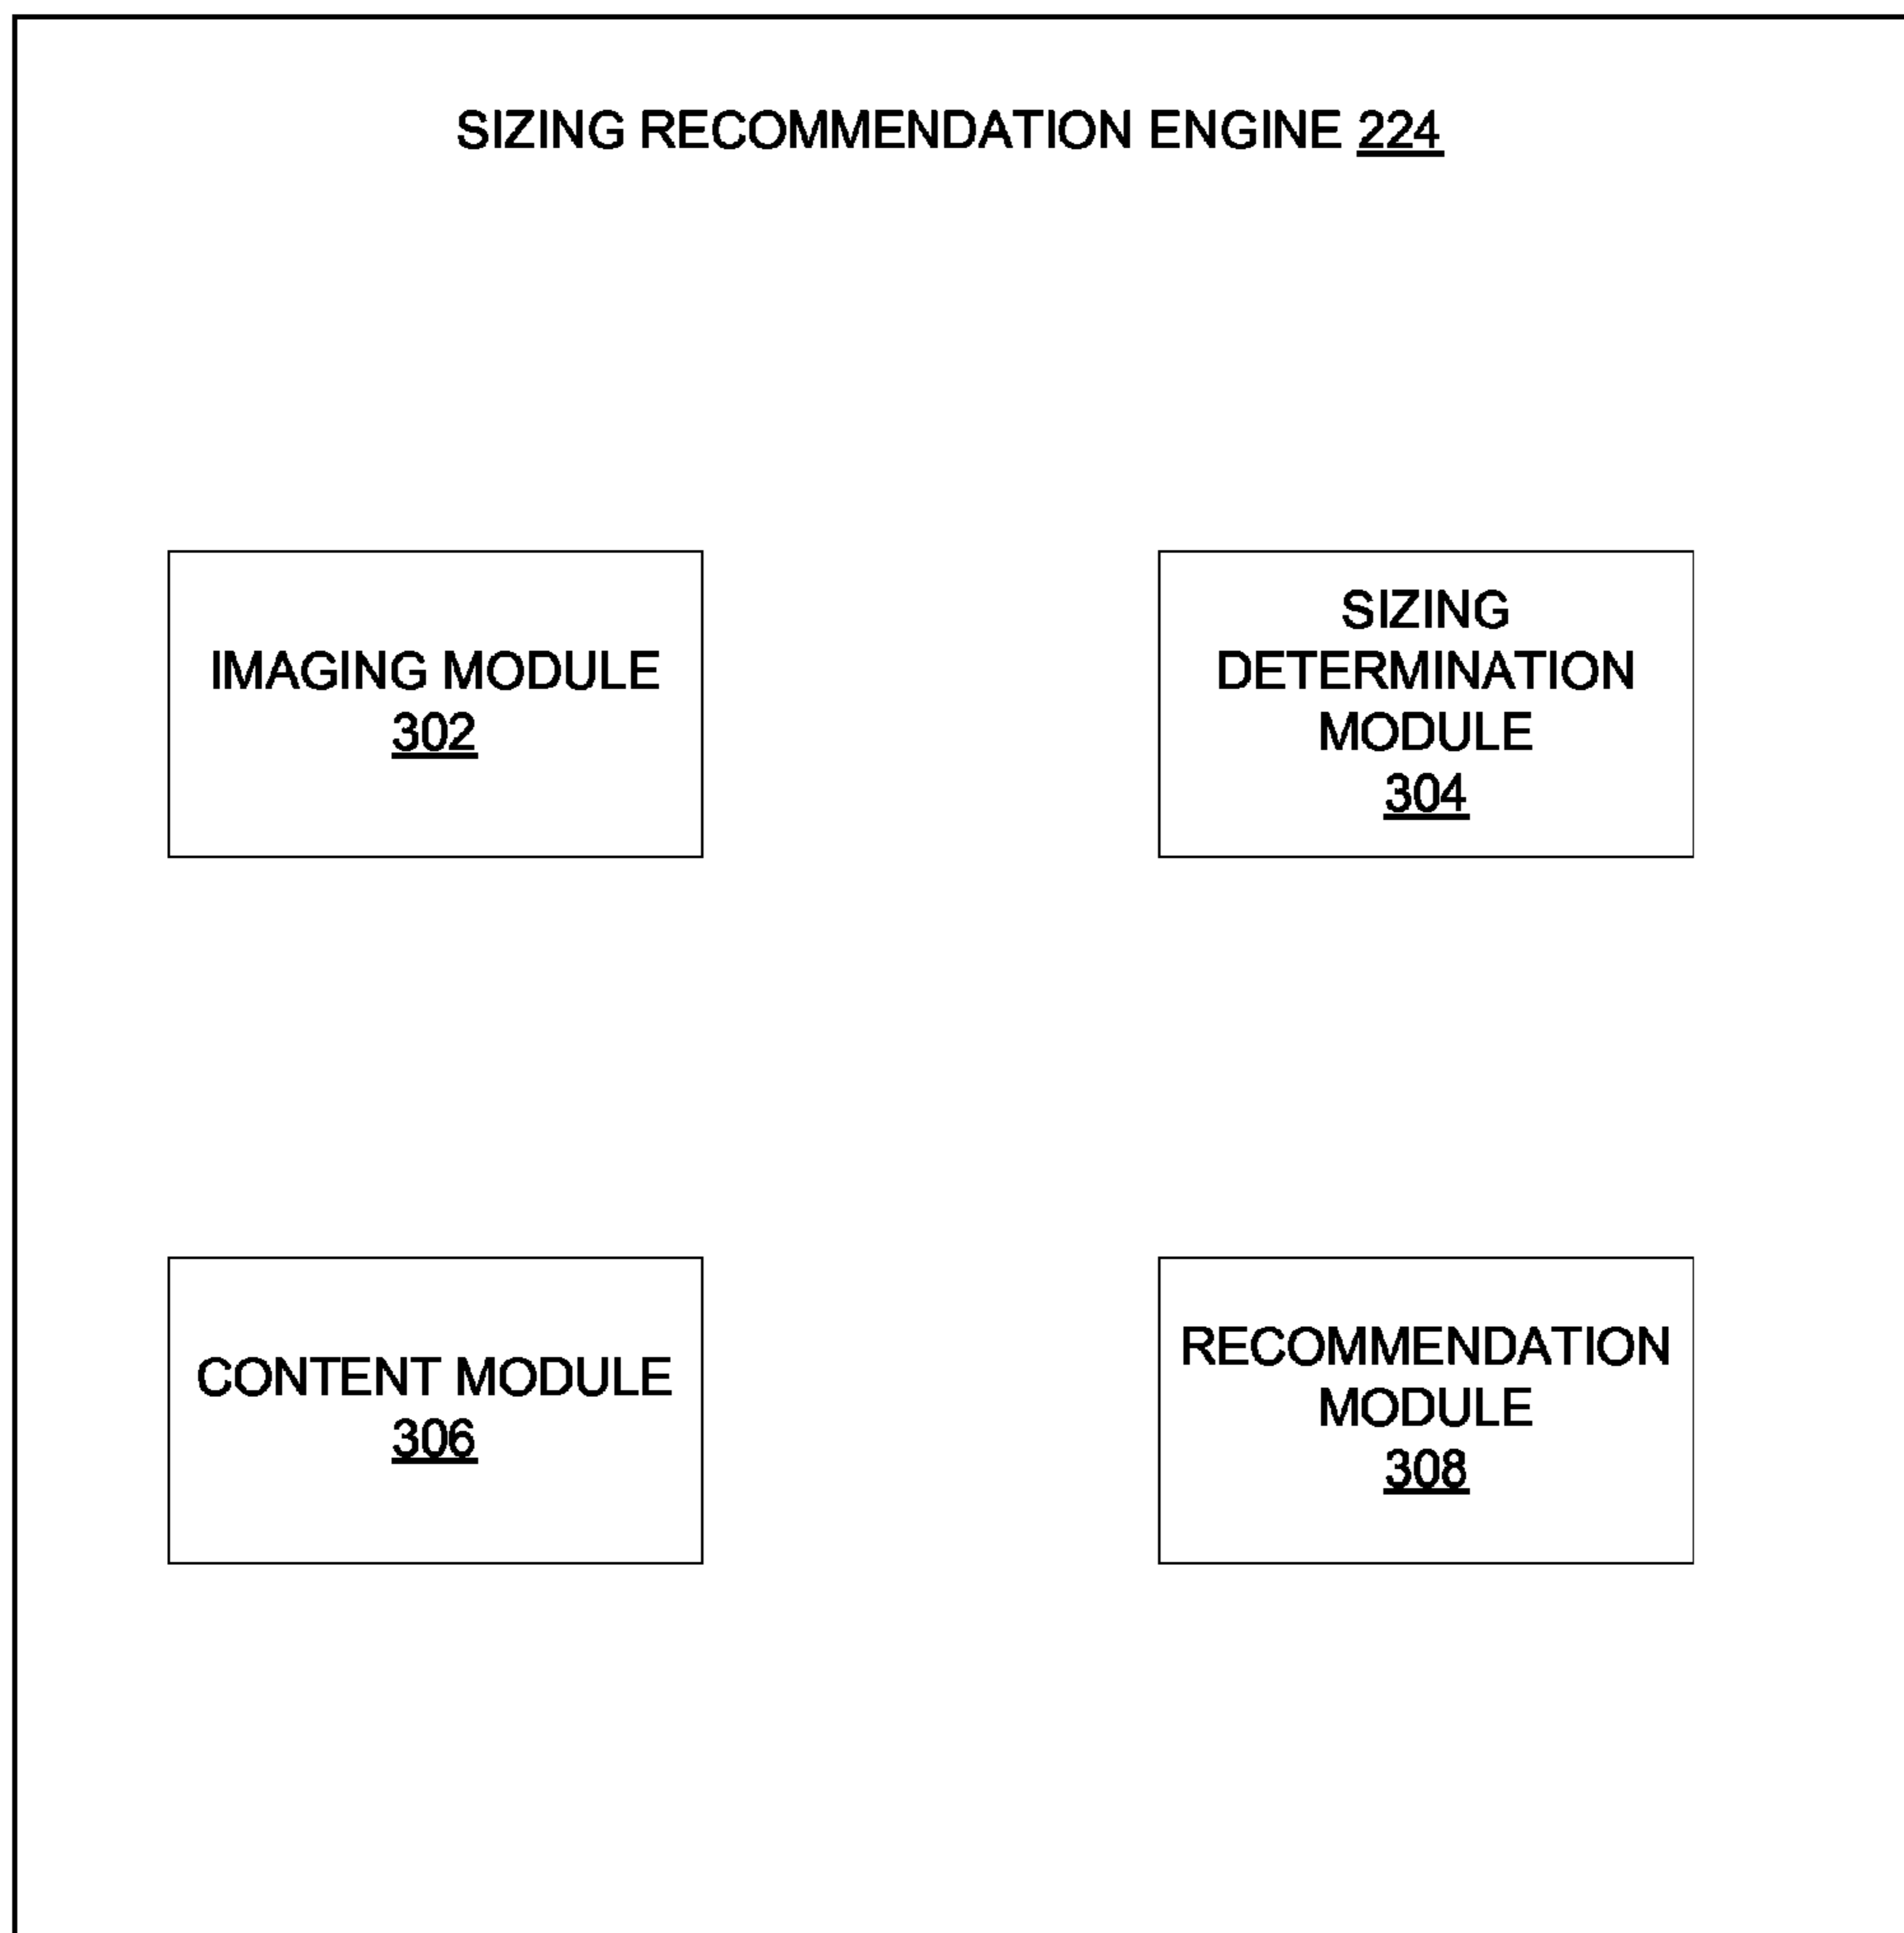 SIZING RECOMMENDATION ENGINE 224
IMAGING MODULE
302
SIZING
DETERMINATION
MODULE
304
CONTENT MODULE
306
RECOMMENDATION
MODULE
308